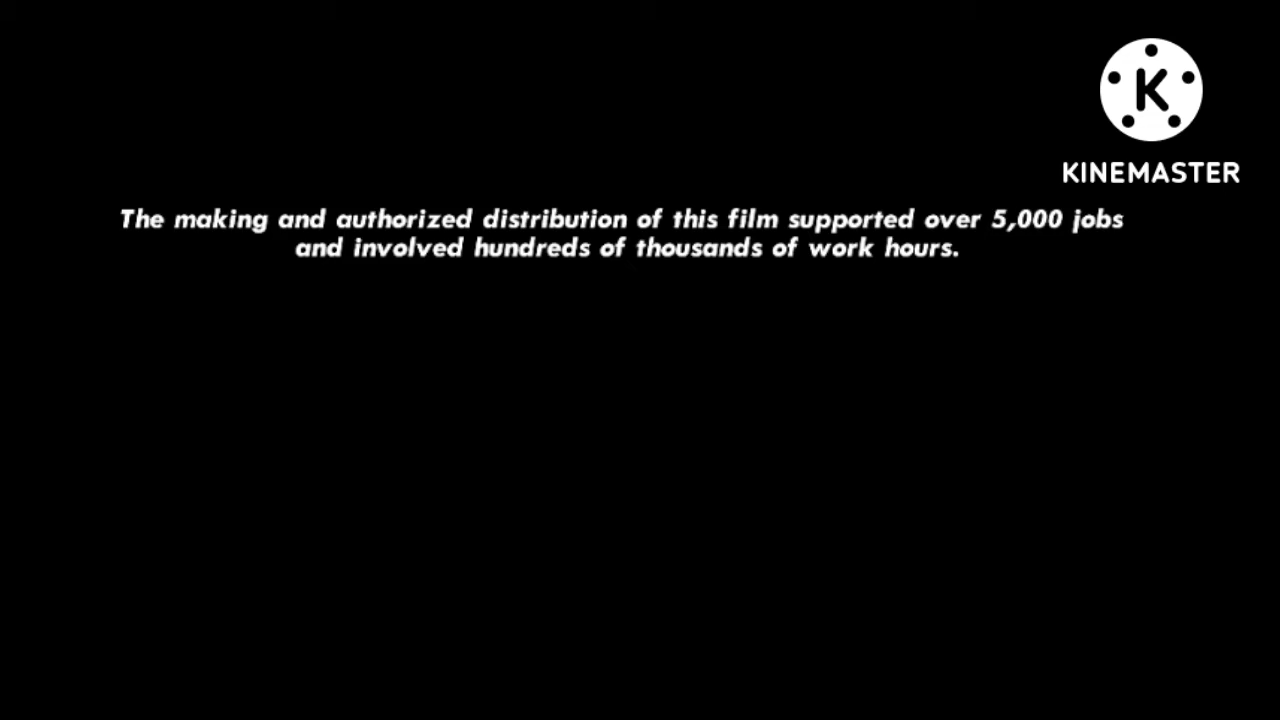 K
KINEMASTER
The making and authorized distribution of this film supported over 5,000 jobs
and involved hundreds of thousands of work hours.